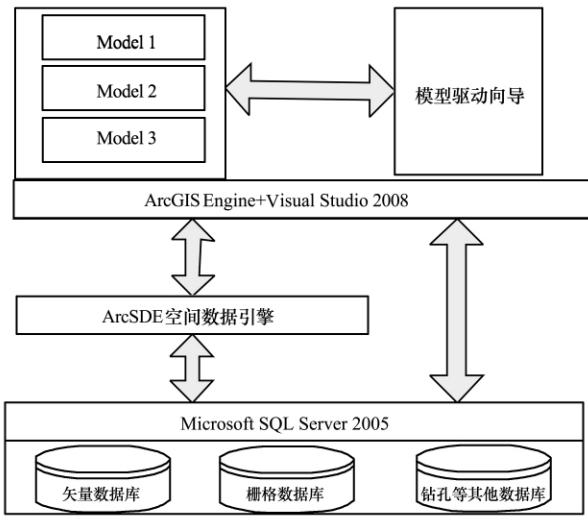 Model 1
Model 2
Model 3
模型驱动向导
ArcGIS Engine+Visual Studio 2008
ArcSDE空间数据引擎
Microsoft SQL Server 2005
矢量数据库
栅格数据库
钻孔等其他数据库